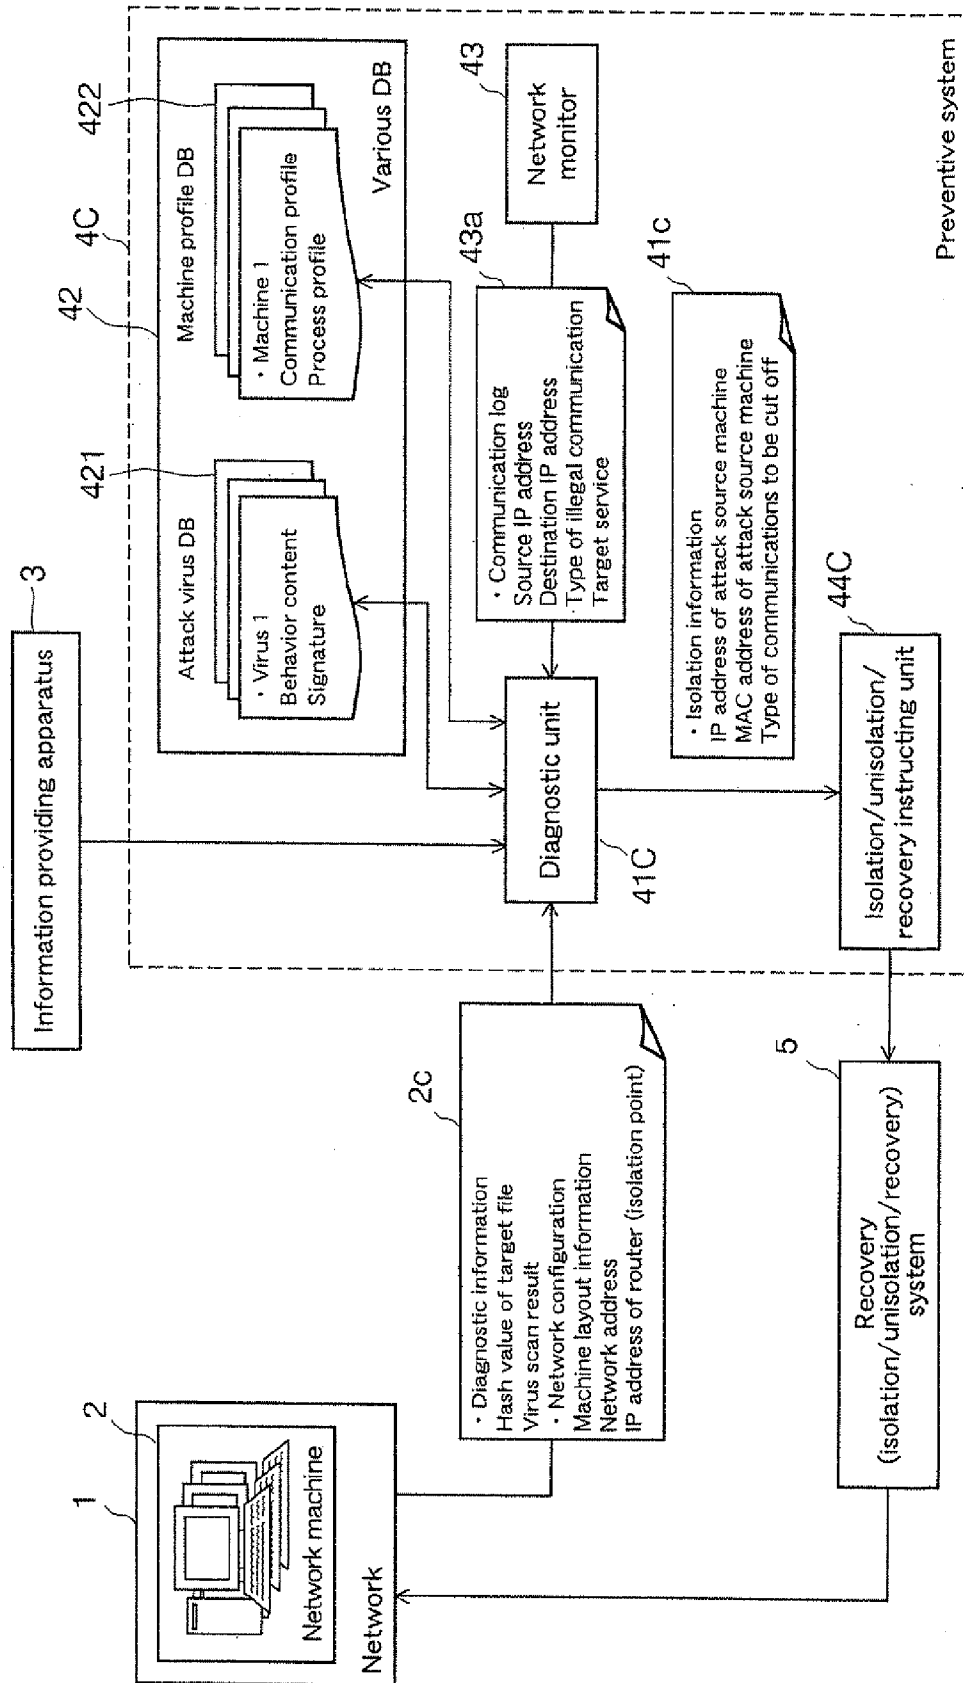 3
Information providing apparatus
1
2
Network machine
Network
2c
· Diagnostic information
Hash value of target file
Virus scan result
· Network configuration
Machine layout information
Network address
IP address of router (isolation point)
4C
42
Attack virus DB
421
· Virus 1
Behavior content
Signature
Machine profile DB
422
· Machine 1
Communication profile
Process profile
Various DB
Diagnostic unit
41C
43a
· Communication log
Source IP address
Destination IP address
· Type of illegal communication
Target service
43
Network
monitor
41c
· Isolation information
IP address of attack source machine
MAC address of attack source machine
Type of communications to be cut off
44C
Isolation/unisolation/
recovery instructing unit
5
Recovery
(isolation/unisolation/recovery)
system
Preventive system